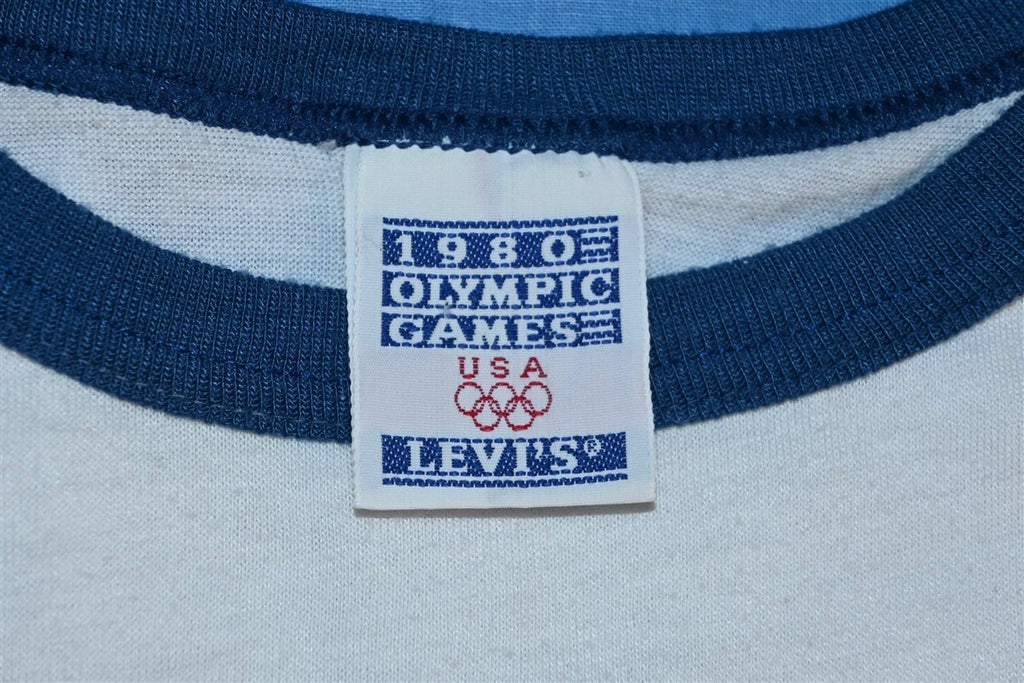 1980
OLYMPIC
GAMES
USA
LEVI'S®